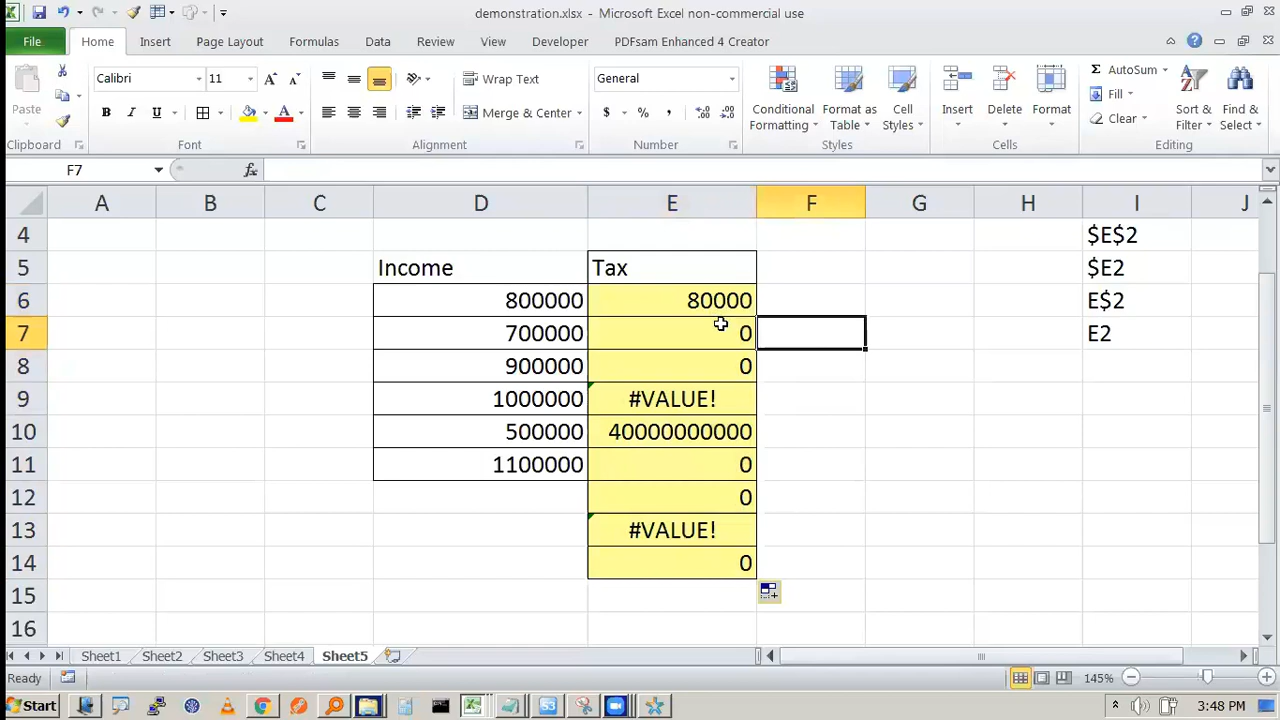 demonstration.xlsx - Microsoft Excel non-commercial use
File Home Insert Page Layout Formulas Data Review View Developer PDFsam Enhanced 4 Creator
Paste
Calibri 11
B I U
Wrap Text
Merge & Center
General
$ % ,
Conditional Formatting
Format as Table
Cell Styles
Insert
Delete
Format
AutoSum
Fill
Clear
Sort & Filter
Find & Select
Clipboard Font Alignment Number Styles Cells Editing
F7 fx
A B C D E F G H I J
4 $E$2
5 Income Tax $E2
6 800000 80000 E$2
7 700000 0 E2
8 900000 0
9 1000000 #VALUE!
10 500000 40000000000
11 1100000 0
12 0
13 #VALUE!
14 0
15
16
Sheet1 Sheet2 Sheet3 Sheet4 Sheet5
Ready 145%
Start 3:48 PM